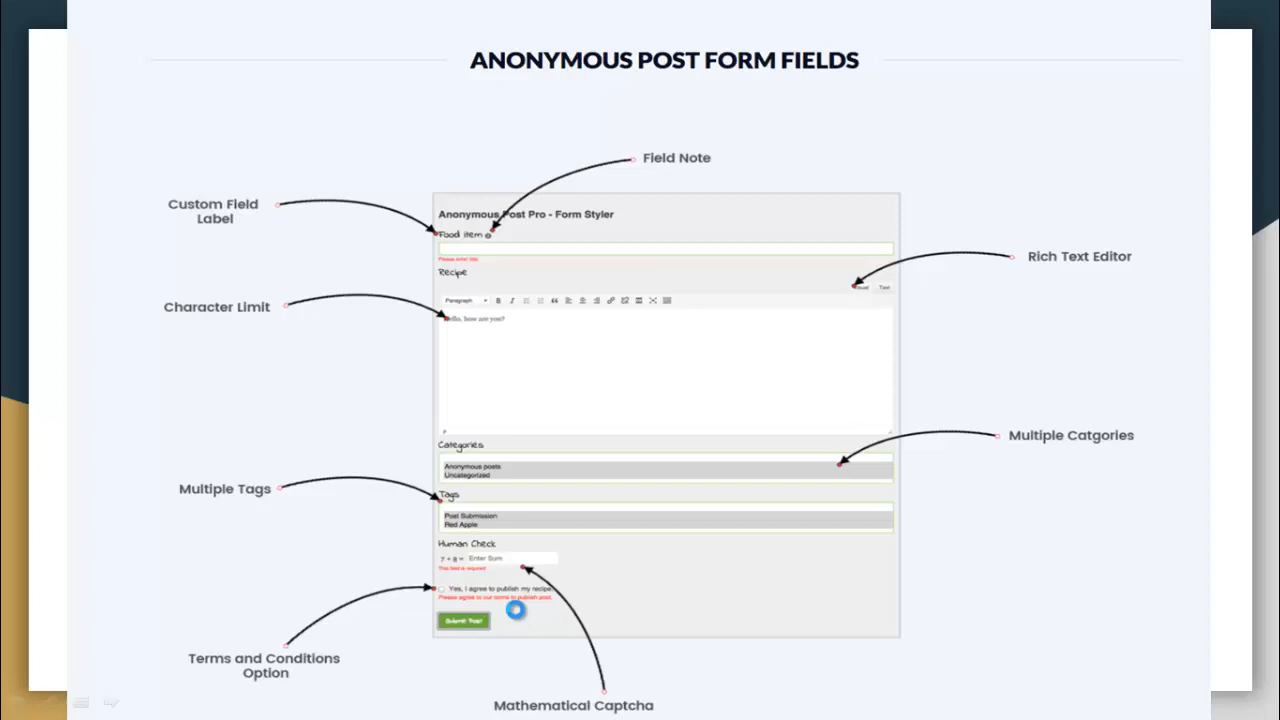 ANONYMOUS POST FORM FIELDS
Field Note
Custom Field
Label
Anonymous Post Pro - Form Styler
Food item
Please enter title
Recipe
Rich Text Editor
Visual Text
Character Limit
Paragraph
Hello, how are you?
Categories
Multiple Catgories
Anonymous posts
Uncategorized
Multiple Tags
Tags
Post Submission
Red Apple
Human Check
7 + 8 = Enter Sum
This field is required
Yes, I agree to publish my recipe.
Please agree to our terms to publish post.
Submit Post
Terms and Conditions
Option
Mathematical Captcha